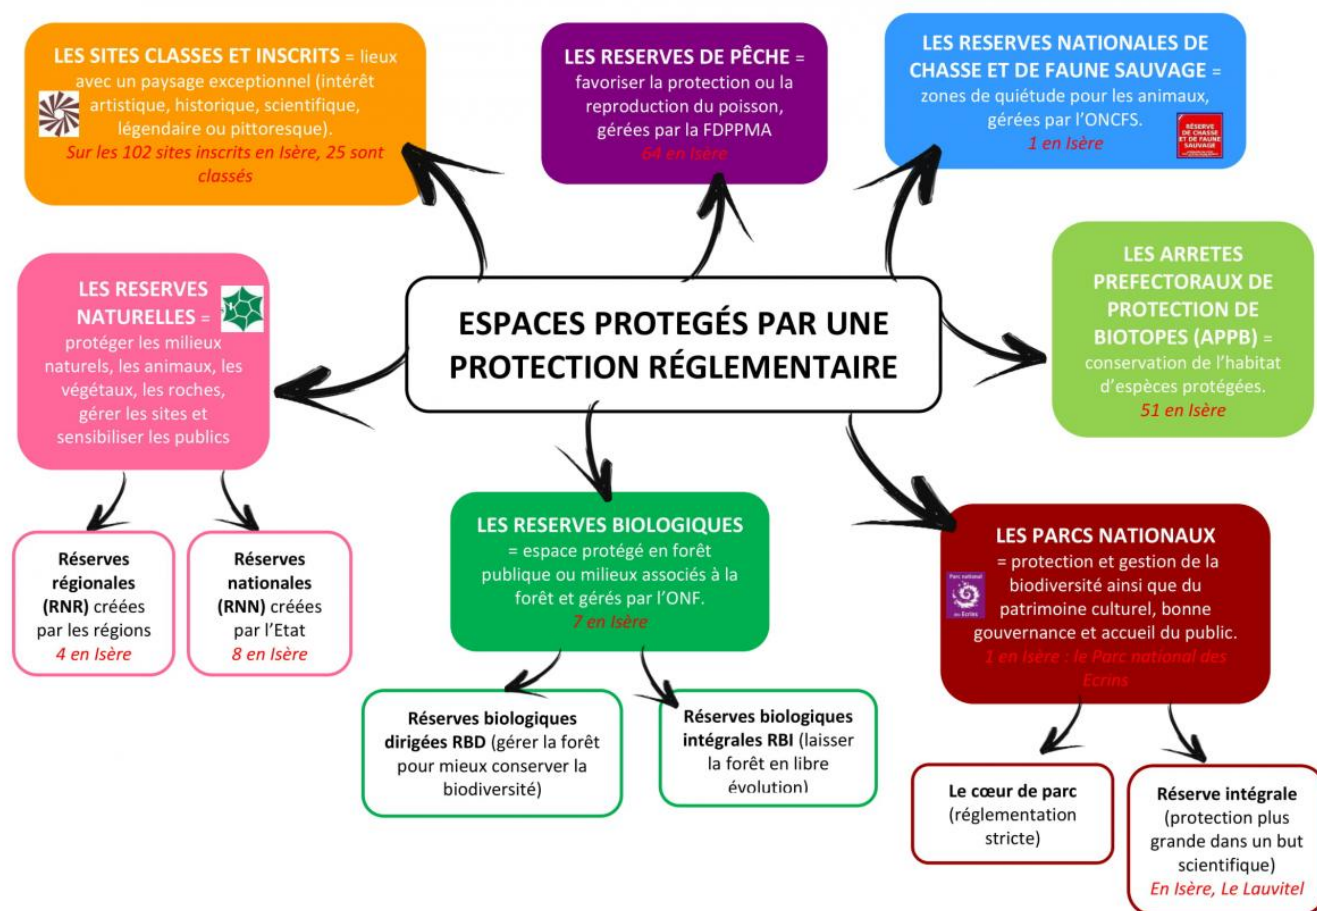 LES SITES CLASSES ET INSCRITS = lieux
avec un paysage exceptionnel (intérêt
artistique, historique, scientifique,
légendaire ou pittoresque).
Sur les 102 sites inscrits en Isère, 25 sont
classés
LES RESERVES DE PÊCHE =
favoriser la protection ou la
reproduction du poisson,
gérées par la FDPPMA
64 en Isère
LES RESERVES NATIONALES DE
CHASSE ET DE FAUNE SAUVAGE =
zones de quiétude pour les animaux,
gérées par l'ONCFS.
1 en Isère
RÉSERVE
DE CHASSE
ET DE FAUNE
SAUVAGE
LES ARRETES
PREFECTORAUX DE
PROTECTION DE
BIOTOPES (APPB) =
conservation de l'habitat
d'espèces protégées.
51 en Isère
ESPACES PROTEGÉS PAR UNE
PROTECTION RÉGLEMENTAIRE
LES RESERVES
NATURELLES =
protéger les milieux
naturels, les animaux, les
végétaux, les roches,
gérer les sites et
sensibiliser les publics
Réserves
régionales
(RNR) créées
par les régions
4 en Isère
Réserves
nationales
(RNN) créées
par l'Etat
8 en Isère
LES RESERVES BIOLOGIQUES
= espace protégé en forêt
publique ou milieux associés à la
forêt et gérés par l'ONF.
7 en Isère
Réserves biologiques
dirigées RBD (gérer la forêt
pour mieux conserver la
biodiversité)
Réserves biologiques
intégrales RBI (laisser
la forêt en libre
évolution)
LES PARCS NATIONAUX
= protection et gestion de la
biodiversité ainsi que du
patrimoine culturel, bonne
gouvernance et accueil du public.
1 en Isère : le Parc national des
Ecrins
Parc national
des Ecrins
Le cœur de parc
(réglementation
stricte)
Réserve intégrale
(protection plus
grande dans un but
scientifique)
En Isère, Le Lauvitel